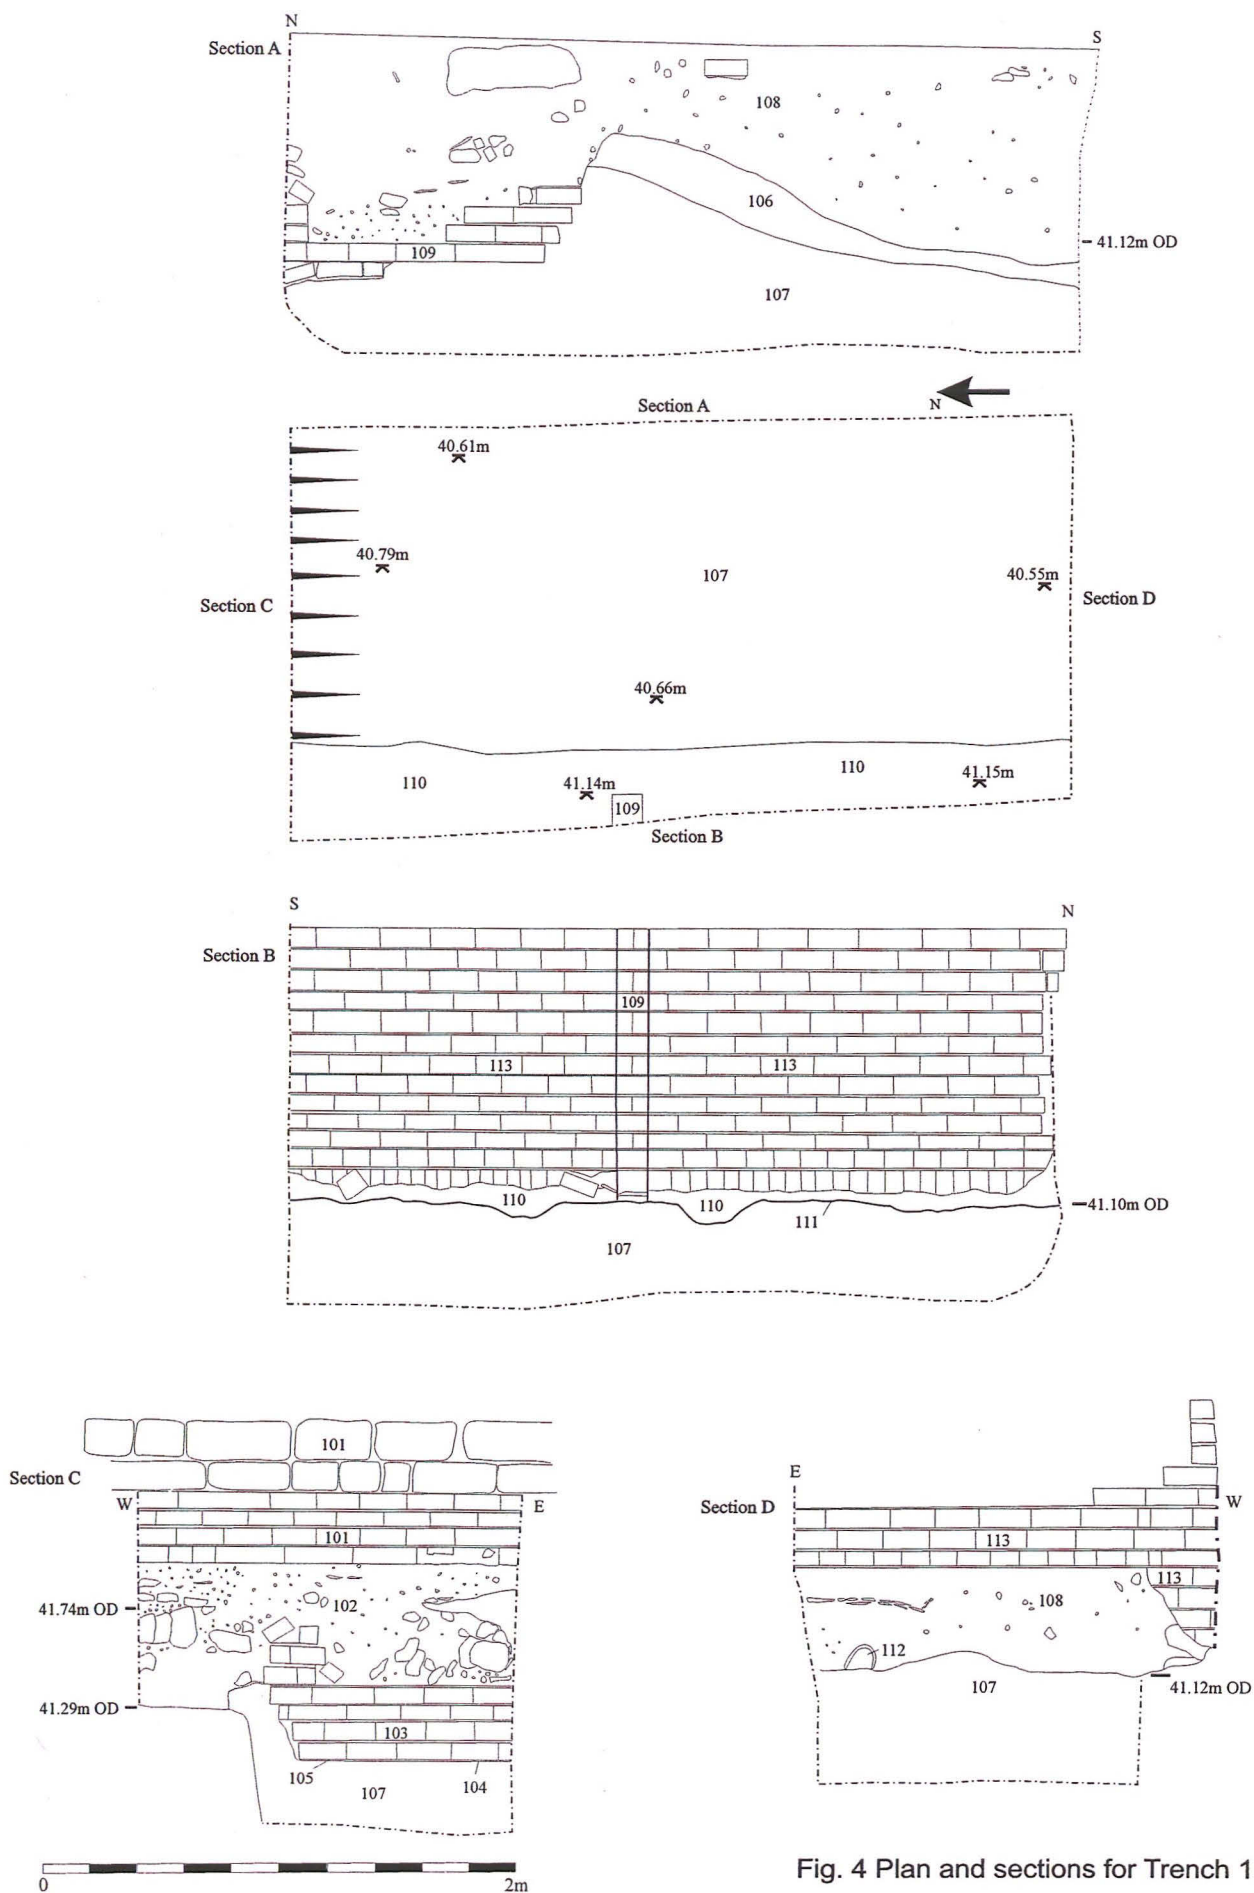 N
S
Section A
108
106
41.12m OD
109
107
Section A
N
40.61m
40.79m
107
40.55m
Section C
Section D
40.66m
110
110
41.14m
41.15m
109
Section B
S
N
Section B
109
113
113
110
110
41.10m OD
111
107
101
Section C
W
E
101
102
41.74m OD
41.29m OD
103
105
104
107
0
2m
E
W
Section D
113
113
108
112
107
41.12m OD
Fig. 4 Plan and sections for Trench 1